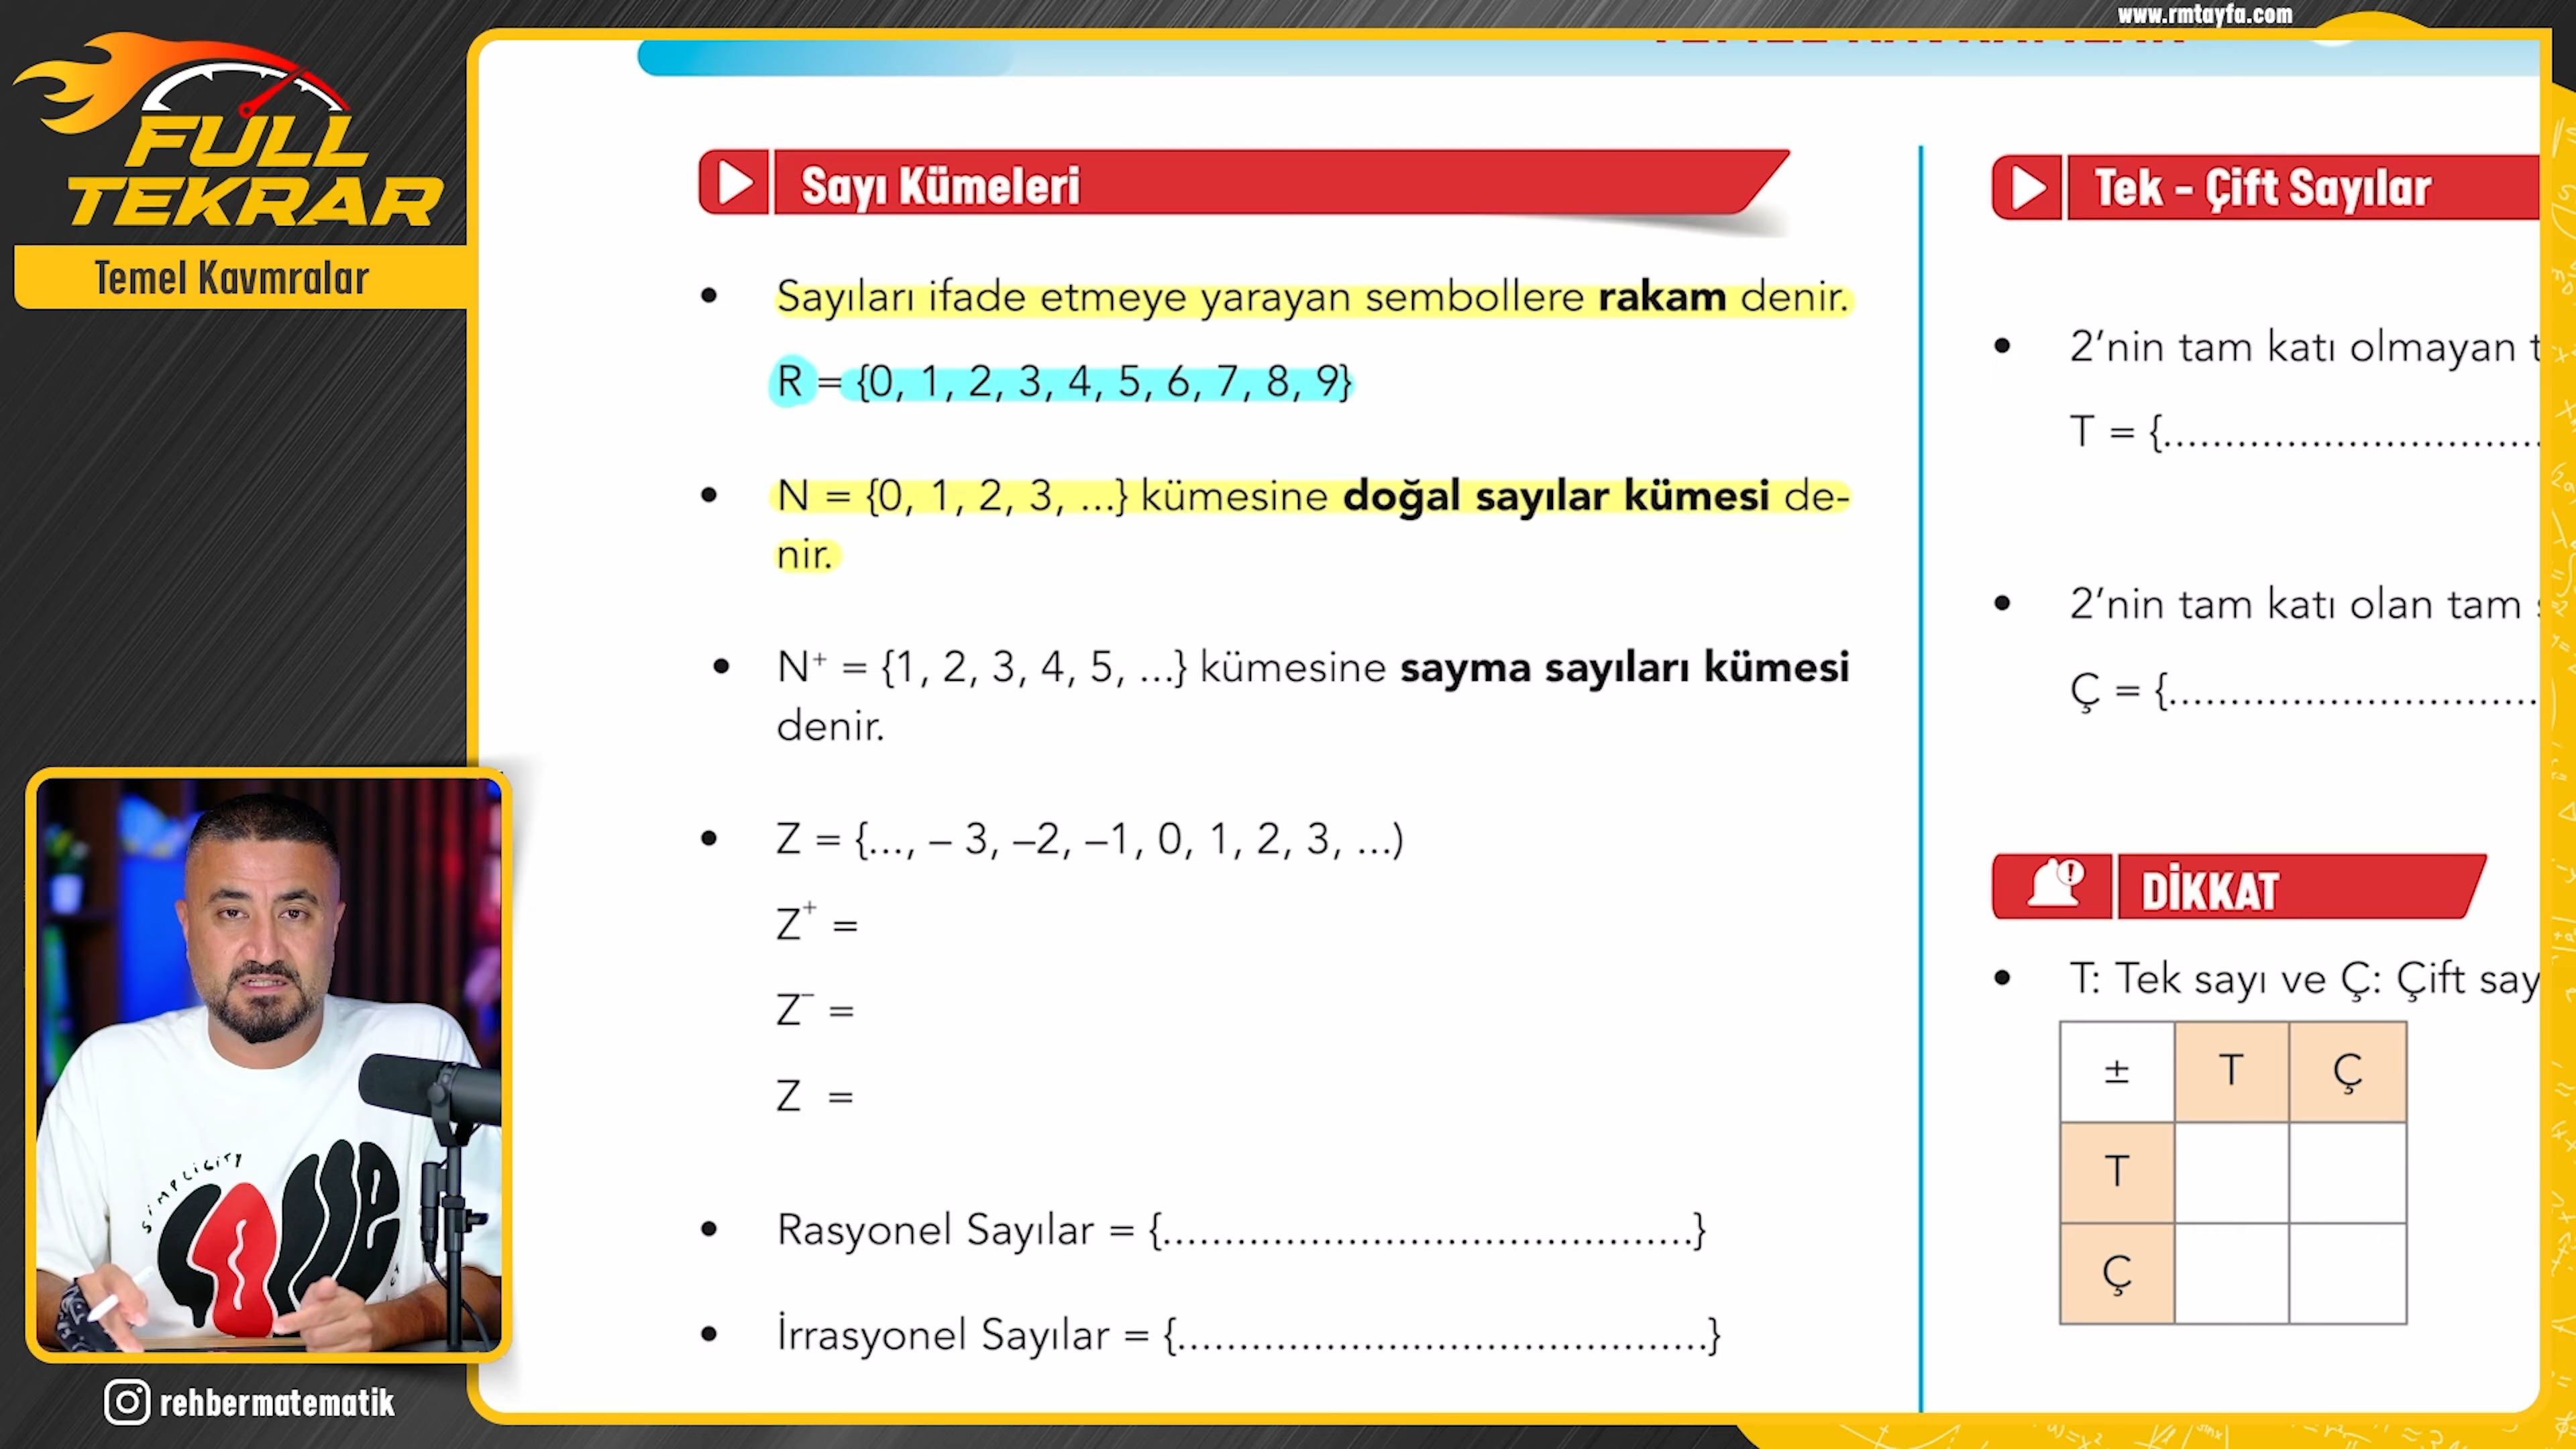 www.rmtayfa.com
FULL
TEKRAR
Temel Kavmralar
Sayı Kümeleri
• Sayıları ifade etmeye yarayan sembollere rakam denir.
R = {0, 1, 2, 3, 4, 5, 6, 7, 8, 9}
• N = {0, 1, 2, 3, ...} kümesine doğal sayılar kümesi de-
nir.
• N⁺ = {1, 2, 3, 4, 5, ...} kümesine sayma sayıları kümesi
denir.
• Z = {..., – 3, –2, –1, 0, 1, 2, 3, ...)
Z⁺ =
Z⁻ =
Z =
• Rasyonel Sayılar = {...........................................}
• İrrasyonel Sayılar = {...........................................}
Tek - Çift Sayılar
• 2'nin tam katı olmayan t
T = {...............................
• 2'nin tam katı olan tam
Ç = {..............................
DİKKAT
• T: Tek sayı ve Ç: Çift say
± T Ç
T
Ç
SiMPLiCiTY
rehbermatematik